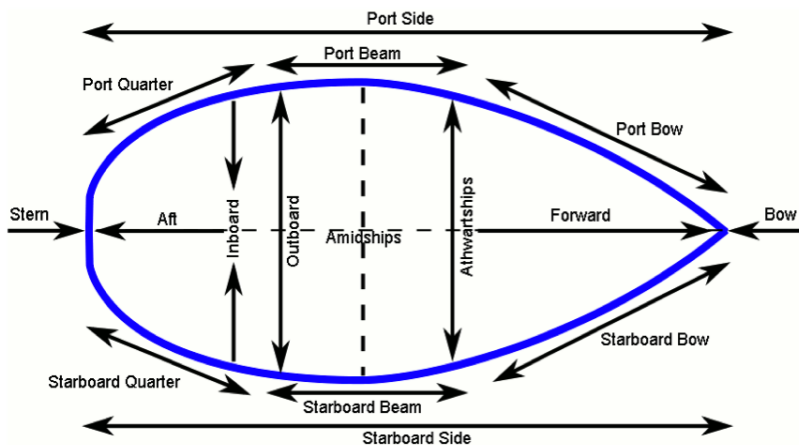 Port Side
Port Beam
Port Quarter
Port Bow
Stern
Aft
Inboard
Outboard
Amidships
Athwartships
Forward
Bow
Starboard Quarter
Starboard Beam
Starboard Bow
Starboard Side